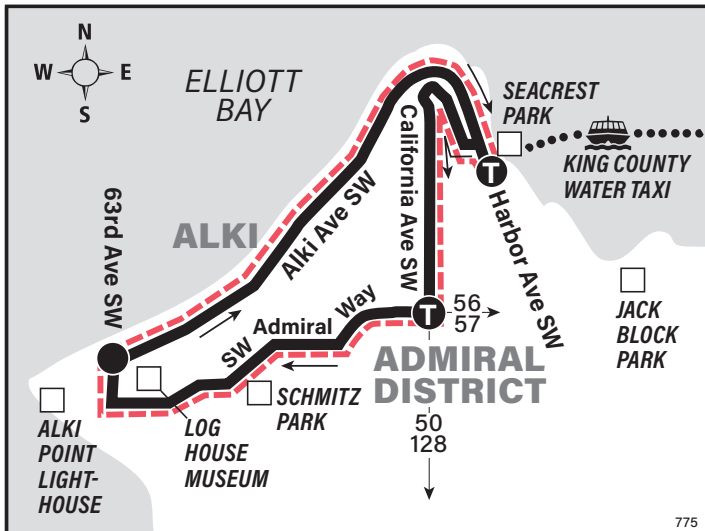 N
W
E
S
ELLIOTT
BAY
SEACREST
PARK
KING COUNTY
WATER TAXI
63rd Ave SW
ALKI
Alki Ave SW
California Ave SW
T
Harbor Ave SW
JACK
BLOCK
PARK
SW Admiral Way
T
56
57
ADMIRAL
DISTRICT
50
128
SCHMITZ
PARK
LOG
HOUSE
MUSEUM
ALKI
POINT
LIGHT-
HOUSE
775